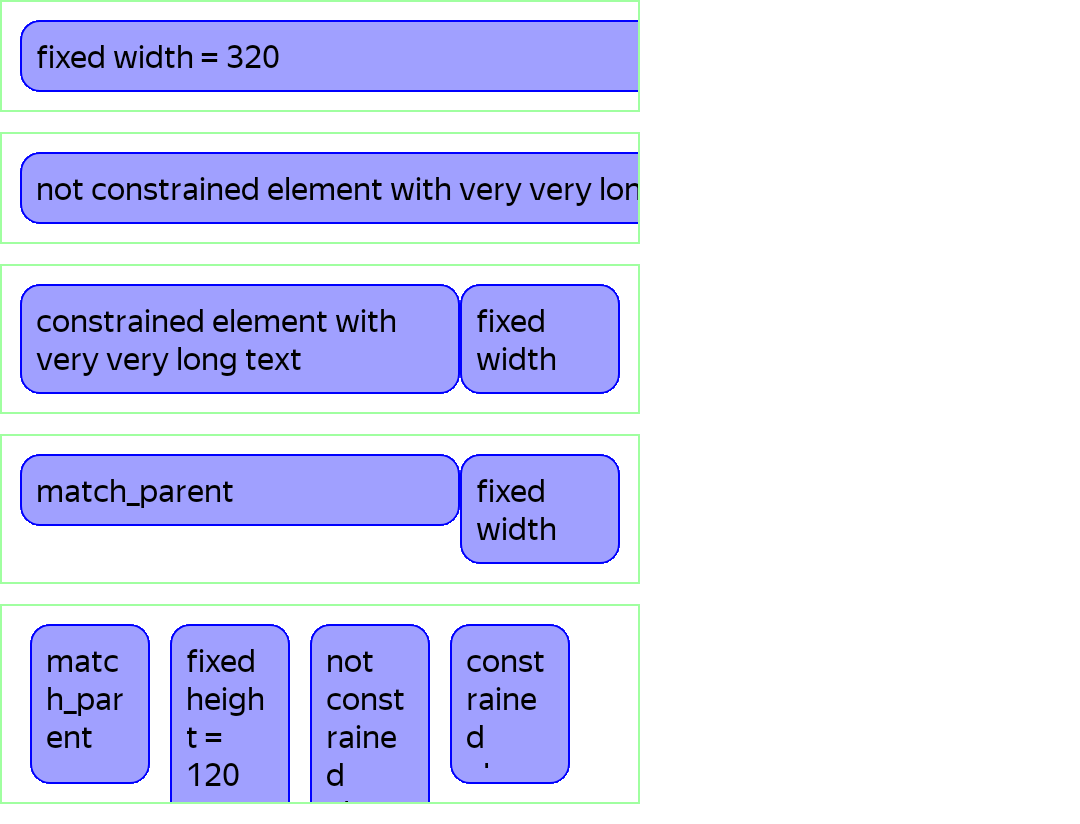 fixed width = 320
not constrained element with very very lon
constrained element with
very very long text
fixed
width
match_parent
fixed
width
matc
h_par
ent
fixed
heigh
t =
120
not
const
raine
d
const
raine
d